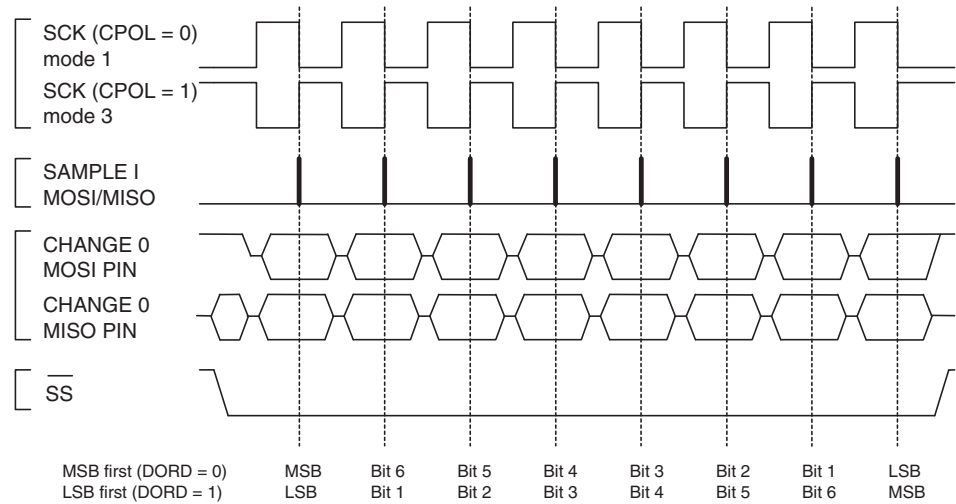 SCK (CPOL = 0)
mode 1
SCK (CPOL = 1)
mode 3
SAMPLE I
MOSI/MISO
CHANGE 0
MOSI PIN
CHANGE 0
MISO PIN
SS
MSB first (DORD = 0) MSB Bit 6 Bit 5 Bit 4 Bit 3 Bit 2 Bit 1 LSB
LSB first (DORD = 1) LSB Bit 1 Bit 2 Bit 3 Bit 4 Bit 5 Bit 6 MSB